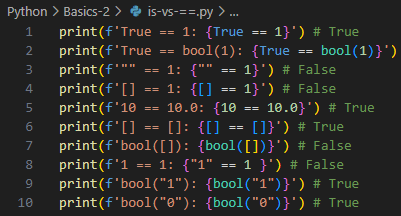 Python > Basics-2 > is-vs-==.py > ...
1 print(f'True == 1: {True == 1}') # True
2 print(f'True == bool(1): {True == bool(1)}')
3 print(f'"" == 1: {"" == 1}') # False
4 print(f'[] == 1: {[] == 1}') # False
5 print(f'10 == 10.0: {10 == 10.0}') # True
6 print(f'[] == []: {[] == []}') # True
7 print(f'bool([]): {bool([])}') # False
8 print(f'1 == 1: {"1" == 1 }') # False
9 print(f'bool("1"): {bool("1")}') # True
10 print(f'bool("0"): {bool("0")}') # True